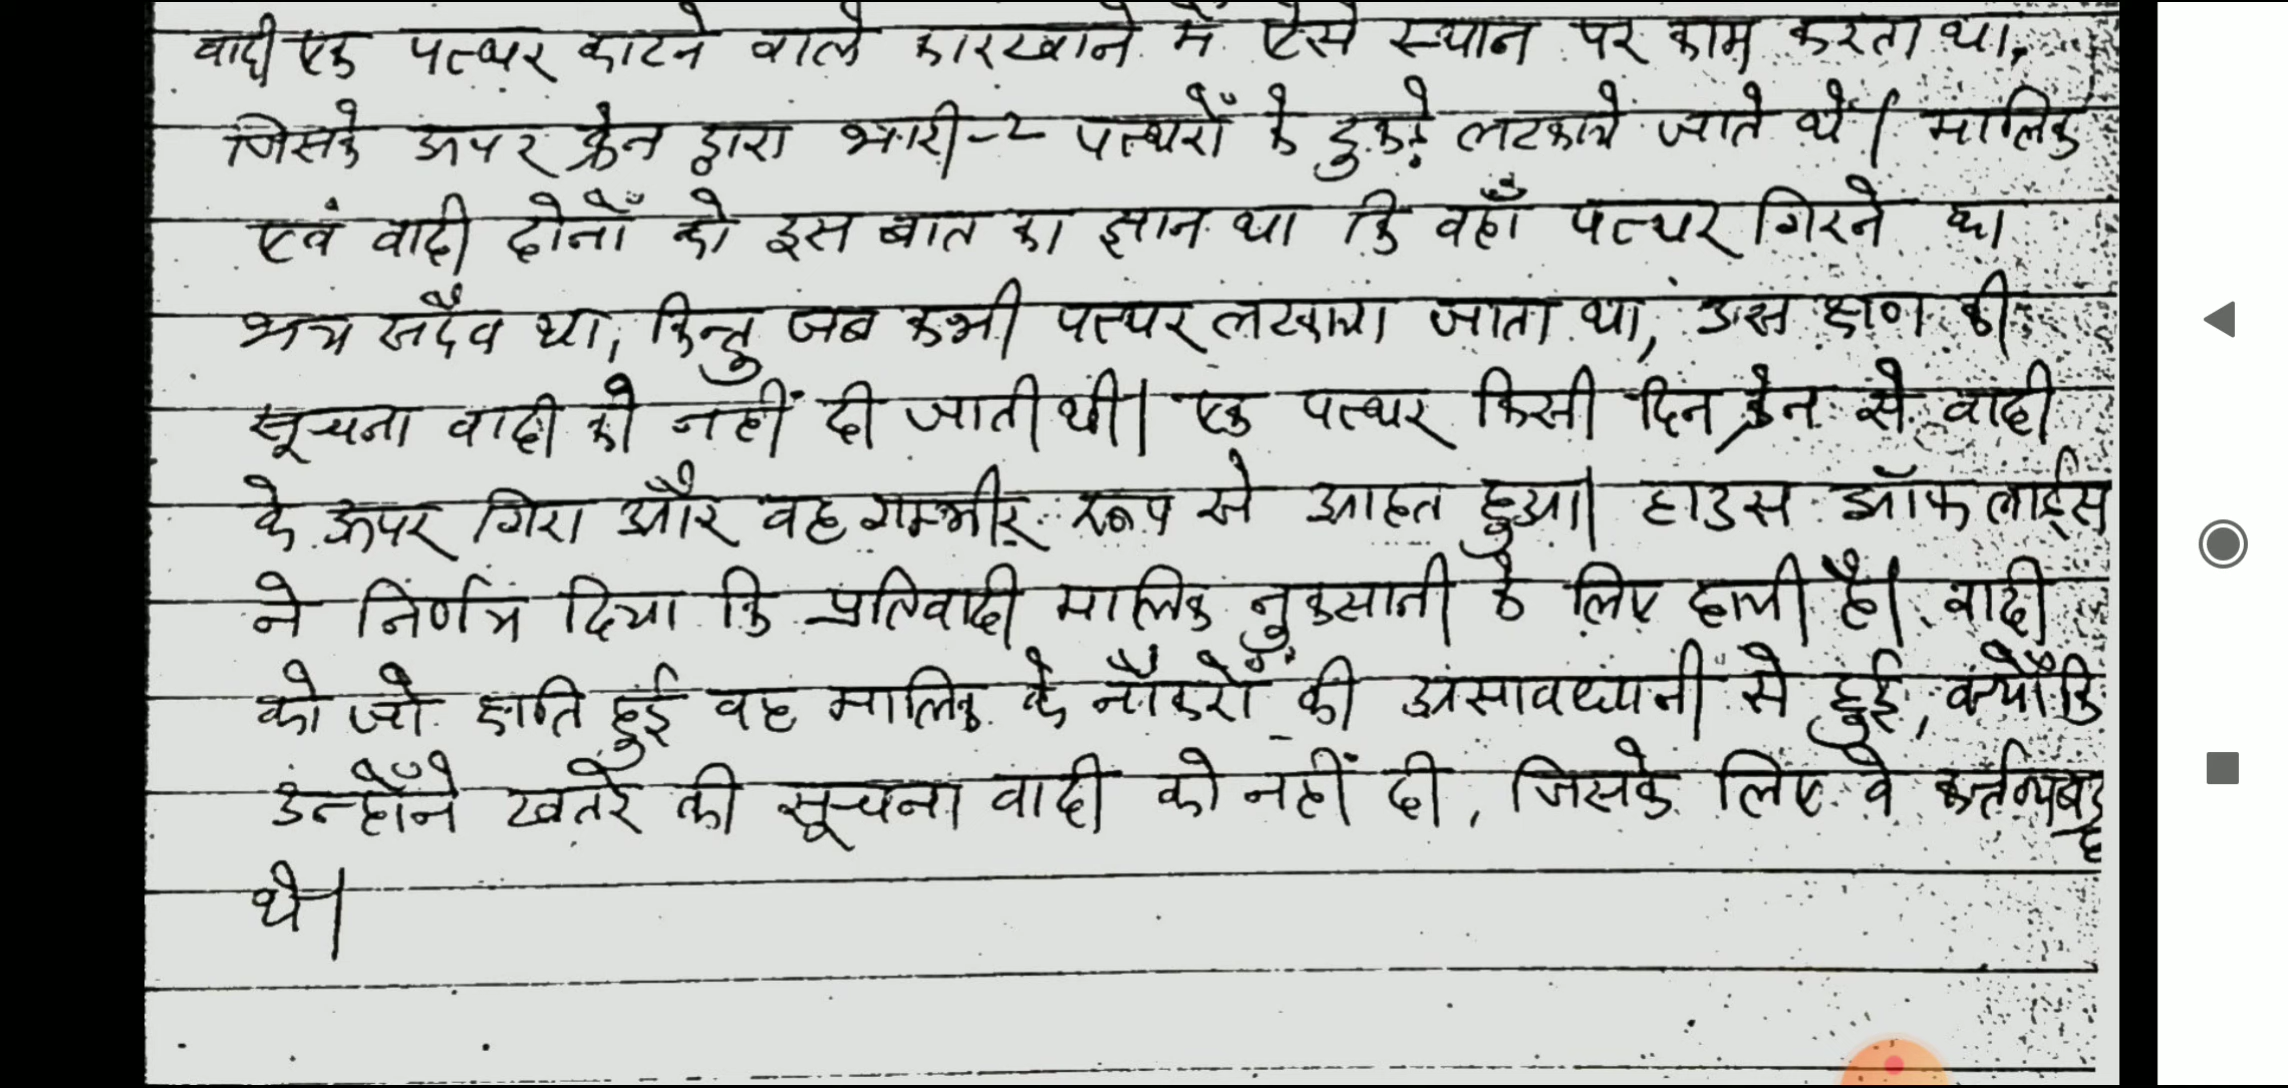 वादी एक पत्थर काटने वाले कारखाने में ऐसे स्थान पर काम करता था,
जिसके ऊपर क्रेन द्वारा भारी-२ पत्थरों के टुकड़े लटकाये जाते थे। मालिक
एवं वादी दोनों को इस बात का ज्ञान था कि वहाँ पत्थर गिरने का
भय सदैव था, किन्तु जब कभी पत्थर लटकाया जाता था, उस क्षण की
सूचना वादी को नहीं दी जाती थी। एक पत्थर किसी दिन क्रेन से वादी
के ऊपर गिरा और वह गम्भीर रूप से आहत हुआ। हाउस ऑफ लार्ड्स
ने निर्णय दिया कि प्रतिवादी मालिक नुकसानी के लिए दायी है। वादी
को जो क्षति हुई वह मालिक के नौकरों की असावधानी से हुई, क्योंकि
उन्होंने खतरे की सूचना वादी को नहीं दी, जिसके लिए वे कर्त्तव्यबद्ध
थे।